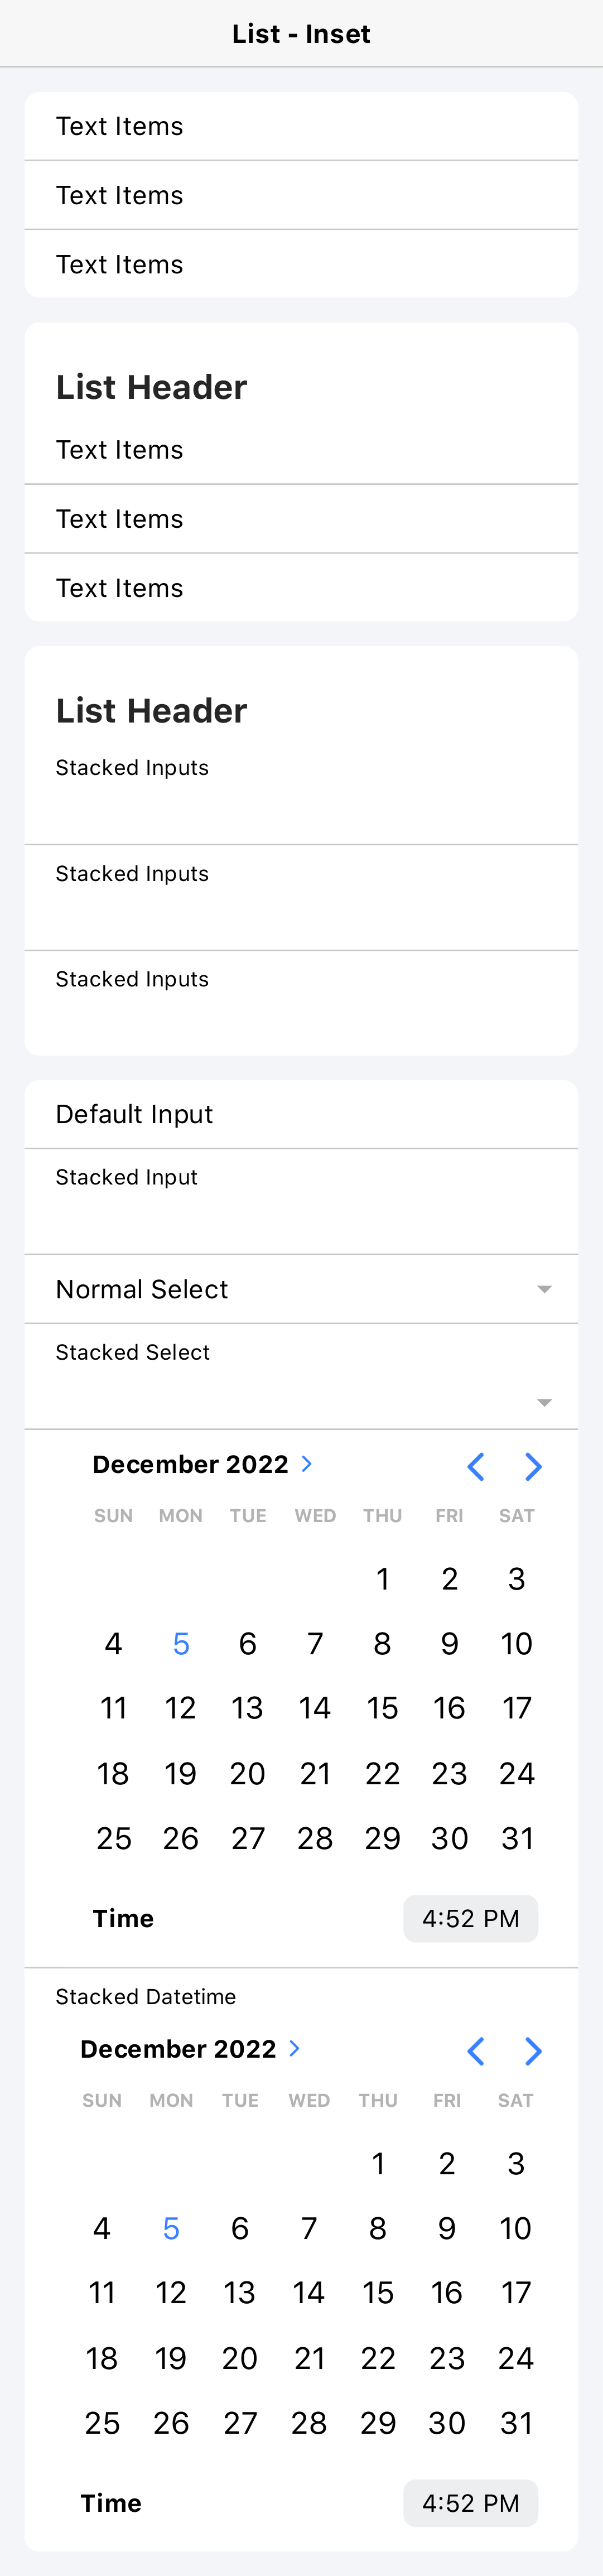 List - Inset
Text Items
Text Items
Text Items
List Header
Text Items
Text Items
Text Items
List Header
Stacked Inputs
Stacked Inputs
Stacked Inputs
Default Input
Stacked Input
Normal Select
Stacked Select
December 2022
SUN MON TUE WED THU FRI SAT
1 2 3
4 5 6 7 8 9 10
11 12 13 14 15 16 17
18 19 20 21 22 23 24
25 26 27 28 29 30 31
Time 4:52 PM
Stacked Datetime
December 2022
SUN MON TUE WED THU FRI SAT
1 2 3
4 5 6 7 8 9 10
11 12 13 14 15 16 17
18 19 20 21 22 23 24
25 26 27 28 29 30 31
Time 4:52 PM